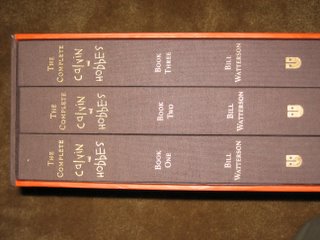 THE
COMPLETE
CALVIN
AND
HOBBES
BOOK
THREE
BILL
WATTERSON
THE
COMPLETE
CALVIN
AND
HOBBES
BOOK
TWO
BILL
WATTERSON
THE
COMPLETE
CALVIN
AND
HOBBES
BOOK
ONE
BILL
WATTERSON